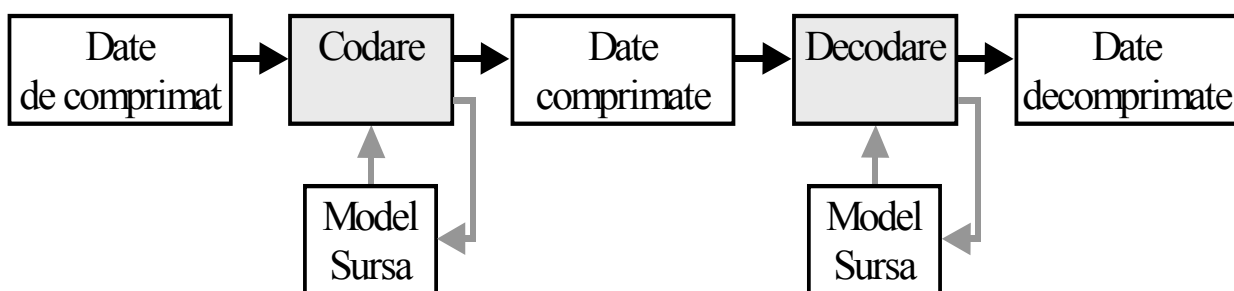 Date
de comprimat
Codare
Date
comprimate
Decodare
Date
decomprimate
Model
Sursa
Model
Sursa